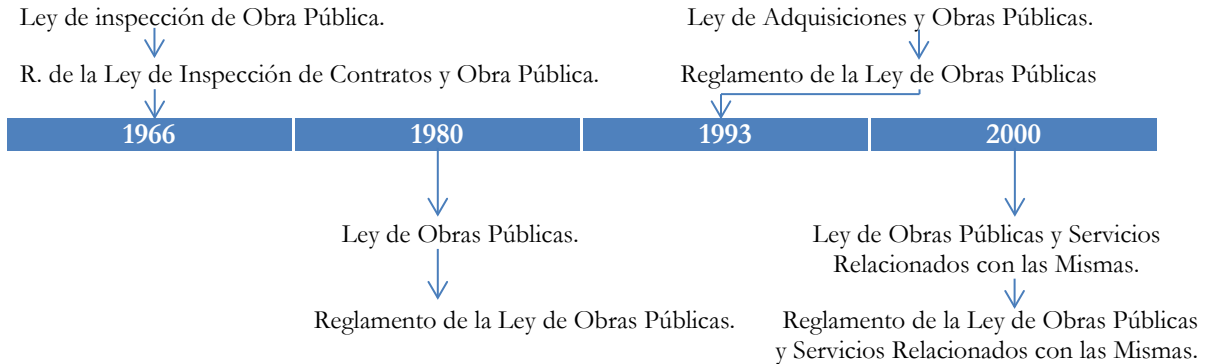 Ley de inspección de Obra Pública.
Ley de Adquisiciones y Obras Públicas.
R. de la Ley de Inspección de Contratos y Obra Pública.
Reglamento de la Ley de Obras Públicas
1966
1980
1993
2000
Ley de Obras Públicas.
Reglamento de la Ley de Obras Públicas.
Ley de Obras Públicas y Servicios
Relacionados con las Mismas.
Reglamento de la Ley de Obras Públicas
y Servicios Relacionados con las Mismas.